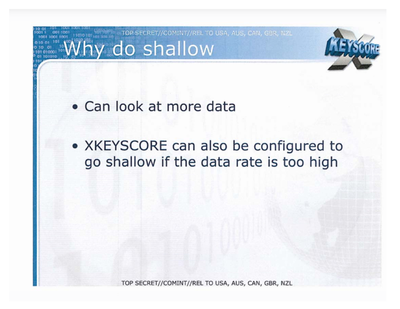 TOP SECRET//COMINT//REL TO USA, AUS, CAN, GBR, NZL
Why do shallow
XKEYSCORE
• Can look at more data
• XKEYSCORE can also be configured to
go shallow if the data rate is too high
TOP SECRET//COMINT//REL TO USA, AUS, CAN, GBR, NZL